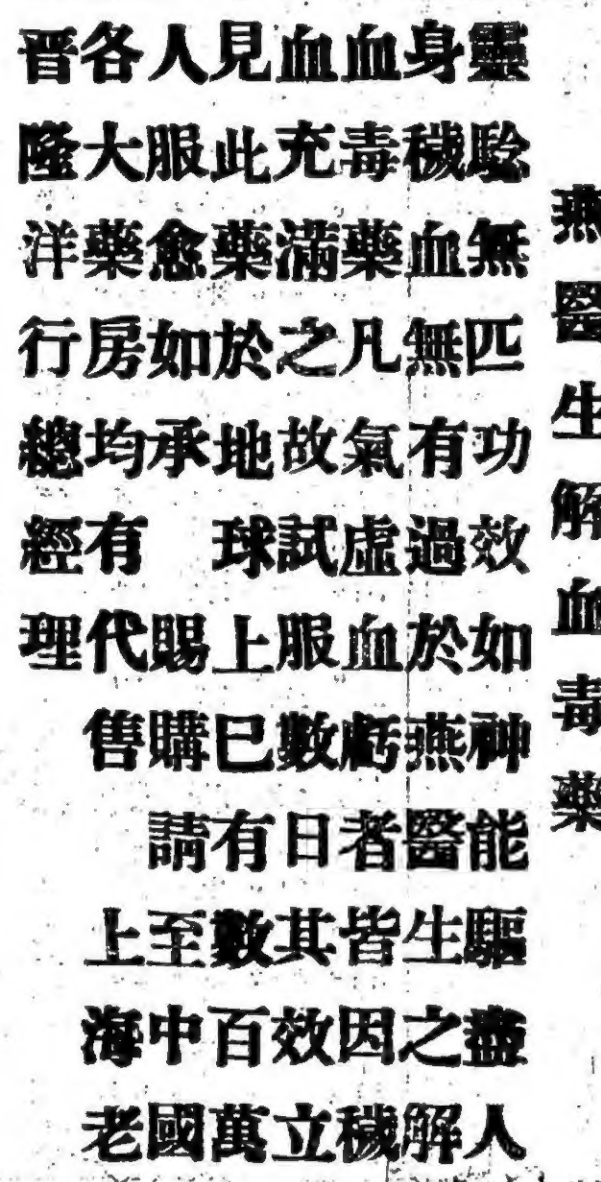 燕醫生解血毒藥
靈騐無匹功效如神能驅盡人
身穢血無有過於燕醫生之解
血毒藥凡氣虛血虧者皆因穢
血充滿之故試服數日其效立
見此藥於地球上已有數百萬
人服愈如承賜購請至中國
各大藥房均有代售上海老
晋隆洋行總經理